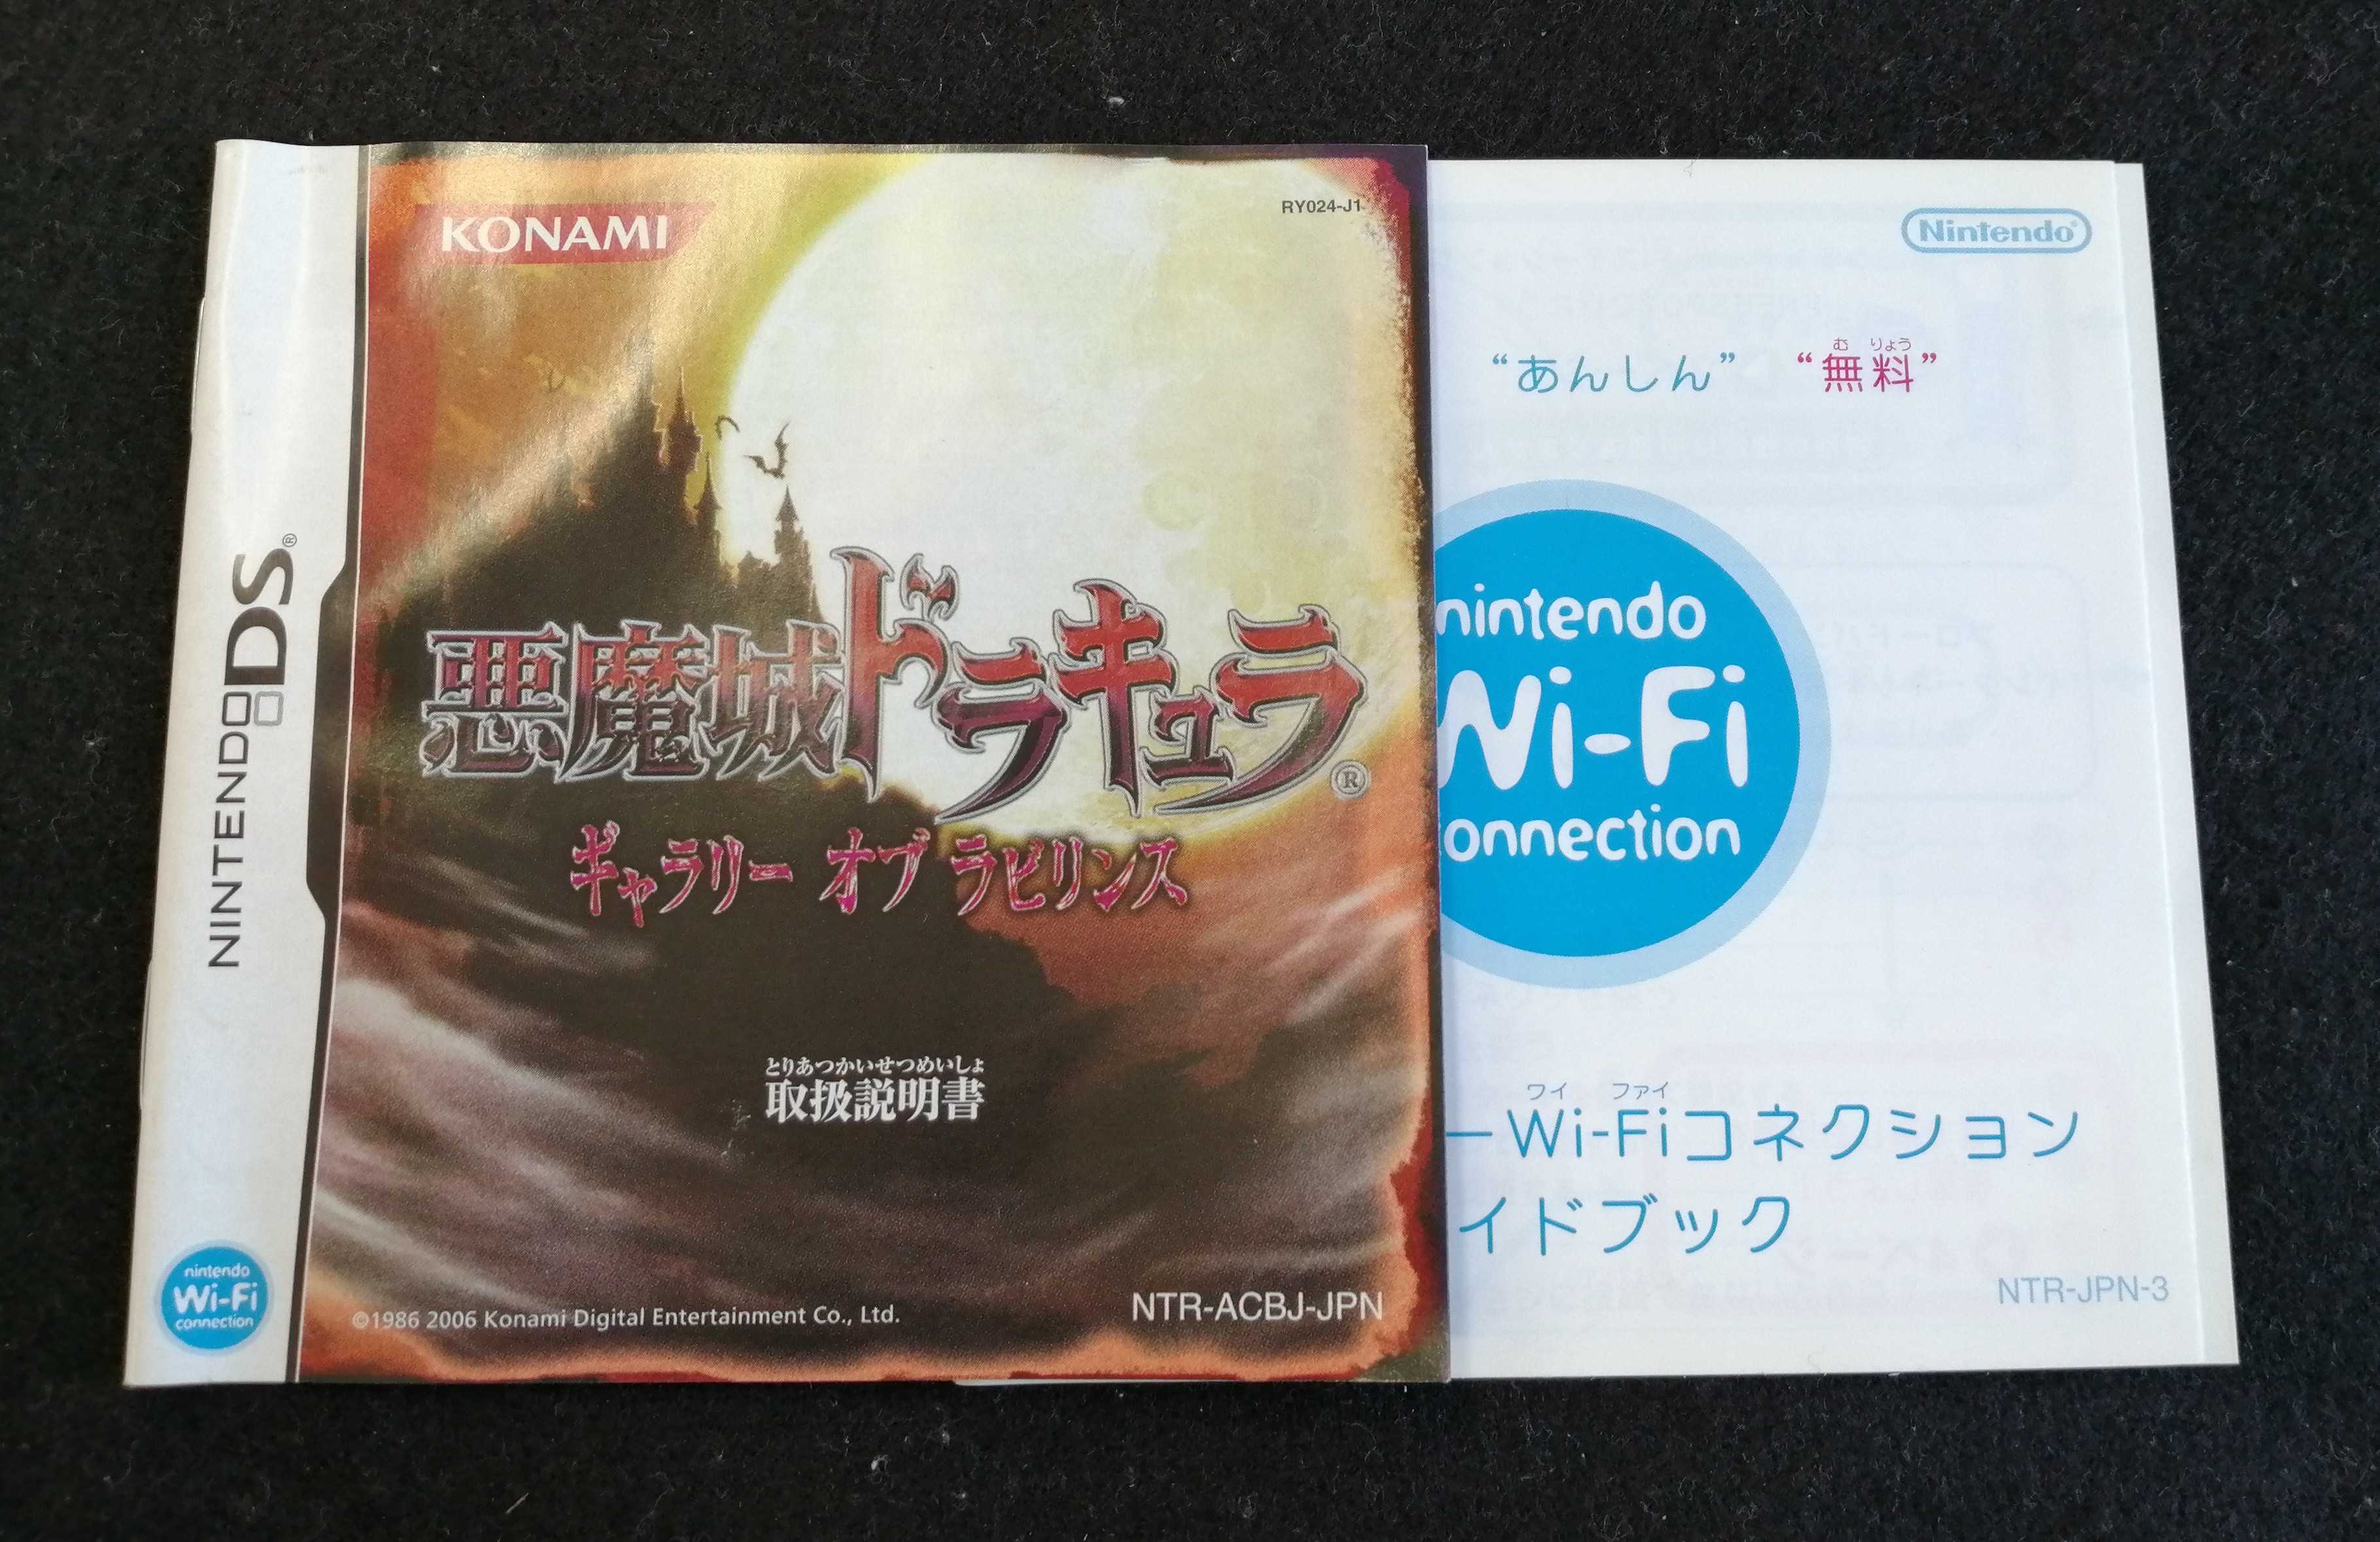 NINTENDO DS®
nintendo
Wi-Fi
connection
KONAMI
RY024-J1
悪魔城ドラキュラ®
ギャラリー オブ ラビリンス
とりあつかいせつめいしょ
取扱説明書
©1986 2006 Konami Digital Entertainment Co., Ltd.
NTR-ACBJ-JPN
Nintendo®
む りょう
“あんしん” “無料”
nintendo
Wi-Fi
onnection
ワイ ファイ
ーWi-Fiコネクション
イドブック
NTR-JPN-3